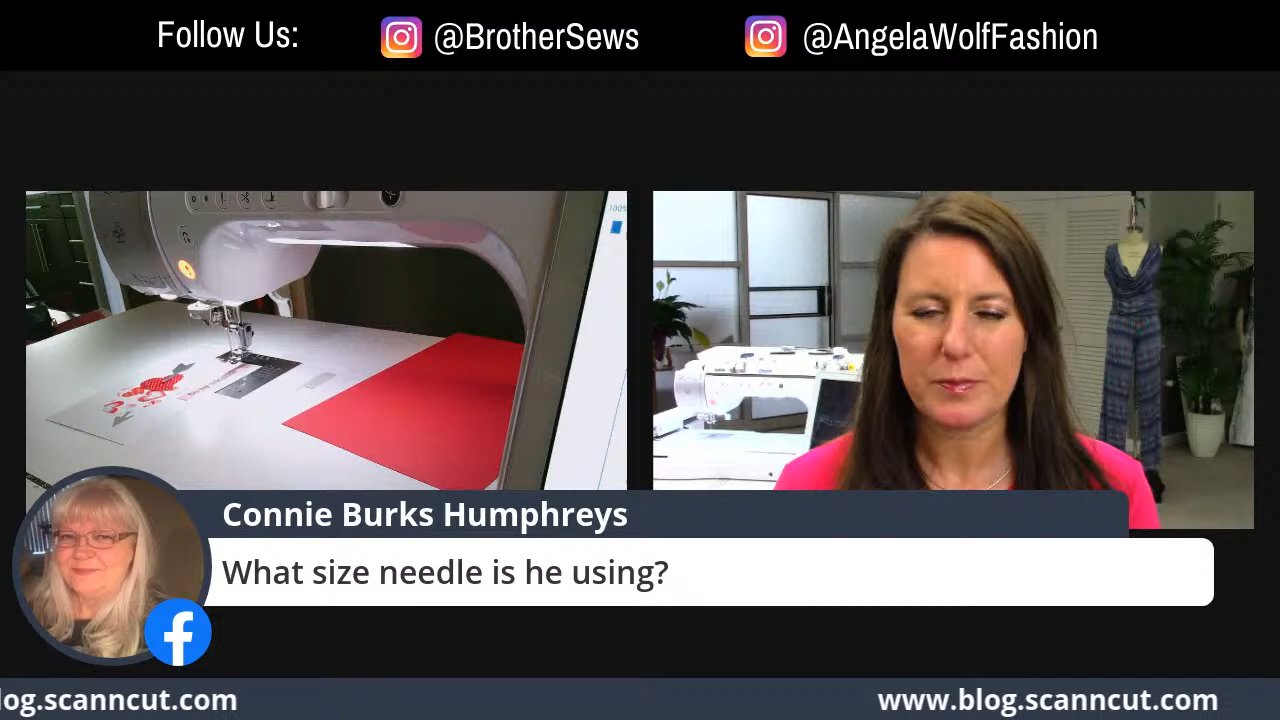 Follow Us:
@BrotherSews
@AngelaWolfFashion
100%
Connie Burks Humphreys
What size needle is he using?
log.scanncut.com
www.blog.scanncut.com